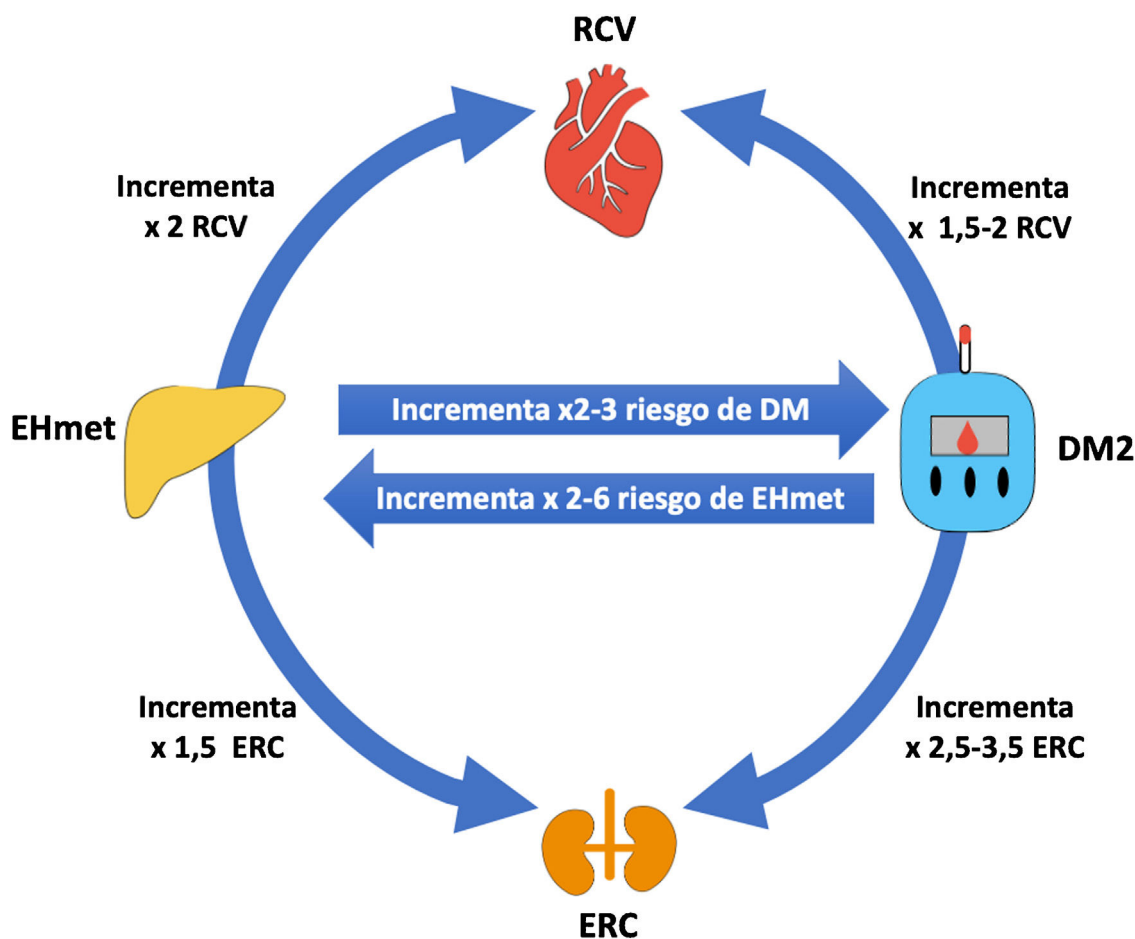 RCV
Incrementa
x 2 RCV
Incrementa
x 1,5-2 RCV
EHmet
Incrementa x2-3 riesgo de DM
Incrementa x 2-6 riesgo de EHmet
DM2
Incrementa
x 1,5 ERC
Incrementa
x 2,5-3,5 ERC
ERC